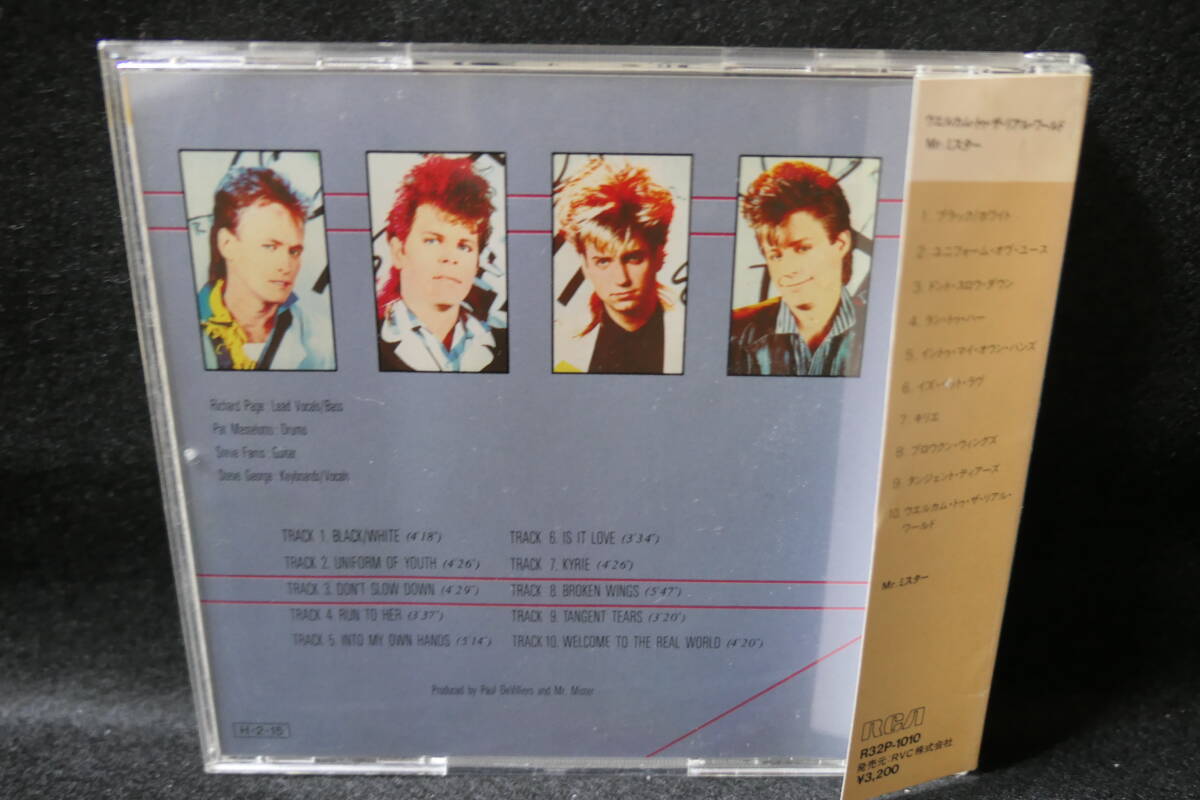 Richard Page : Lead Vocals/Bass
Pat Mastelotto : Drums
Steve Farris : Guitar
Steve George : Keyboards/Vocals
TRACK 1. BLACK/WHITE (4'18")
TRACK 2. UNIFORM OF YOUTH (4'26")
TRACK 3. DON'T SLOW DOWN (4'29")
TRACK 4. RUN TO HER (3'37")
TRACK 5. INTO MY OWN HANDS (5'14")
TRACK 6. IS IT LOVE (3'34")
TRACK 7. KYRIE (4'26")
TRACK 8. BROKEN WINGS (5'47")
TRACK 9. TANGENT TEARS (3'20")
TRACK 10. WELCOME TO THE REAL WORLD (4'20")
Produced by Paul DeVilliers and Mr. Mister
H-2-15
ウエルカム・トゥ・ザ・リアル・ワールド
Mr. ミスター
1. ブラック/ホワイト
2. ユニフォーム・オヴ・ユース
3. ドント・スロウ・ダウン
4. ラン・トゥ・ハー
5. イントゥ・マイ・オウン・ハンズ
6. イズ・イット・ラヴ
7. キリエ
8. ブロウクン・ウィングズ
9. タンジェント・ティアーズ
10. ウエルカム・トゥ・ザ・リアル・
ワールド
Mr. ミスター
RCA
R32P-1010
発売元:RVC株式会社
¥3,200